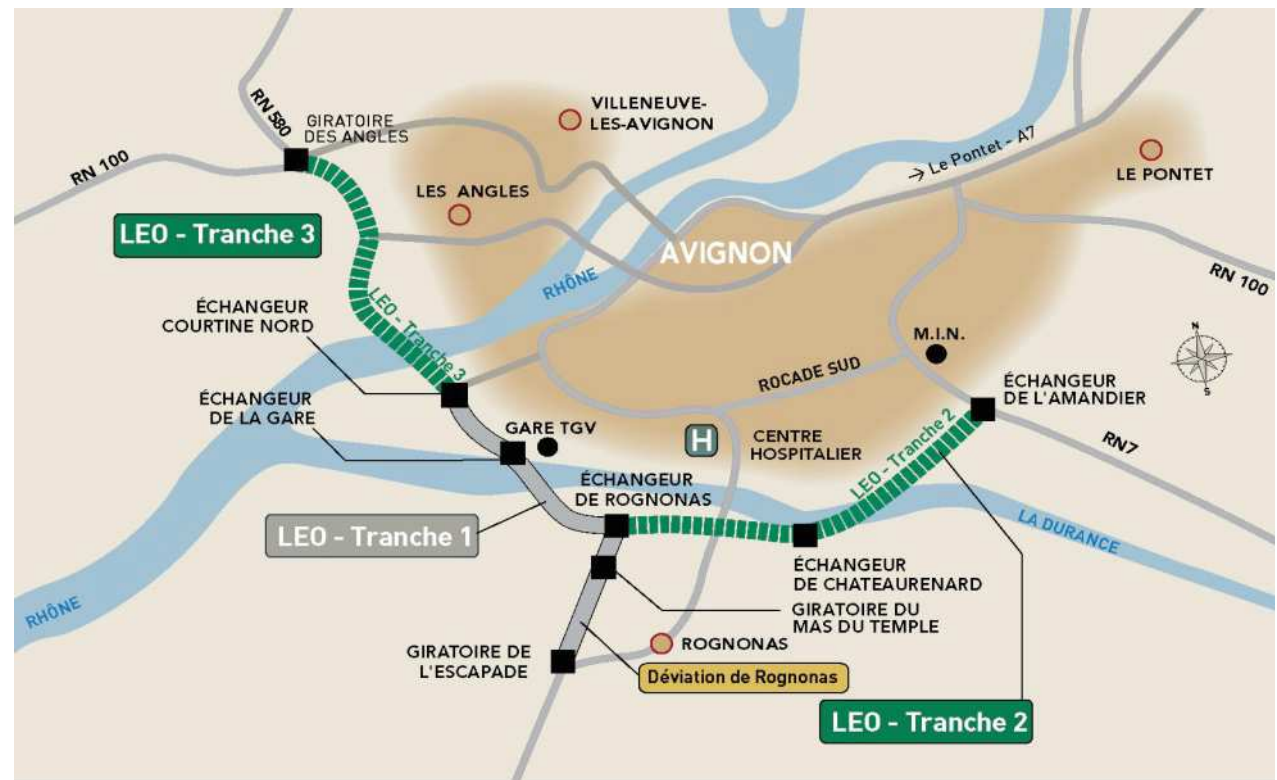 RN 580
GIRATOIRE
DES ANGLES
VILLENEUVE-
LES-AVIGNON
RN 100
LES ANGLES
→ Le Pontet - A7
LE PONTET
LEO - Tranche 3
AVIGNON
RHÔNE
RN 100
ÉCHANGEUR
COURTINE NORD
LEO - Tranche 3
M.I.N.
N
S
ROCADE SUD
ÉCHANGEUR
DE L'AMANDIER
ÉCHANGEUR
DE LA GARE
GARE TGV
H
CENTRE
HOSPITALIER
LEO - Tranche 2
RN7
ÉCHANGEUR
DE ROGNONAS
LEO - Tranche 1
LA DURANCE
ÉCHANGEUR
DE CHATEAURENARD
RHÔNE
GIRATOIRE DU
MAS DU TEMPLE
GIRATOIRE DE
L'ESCAPADE
ROGNONAS
Déviation de Rognonas
LEO - Tranche 2